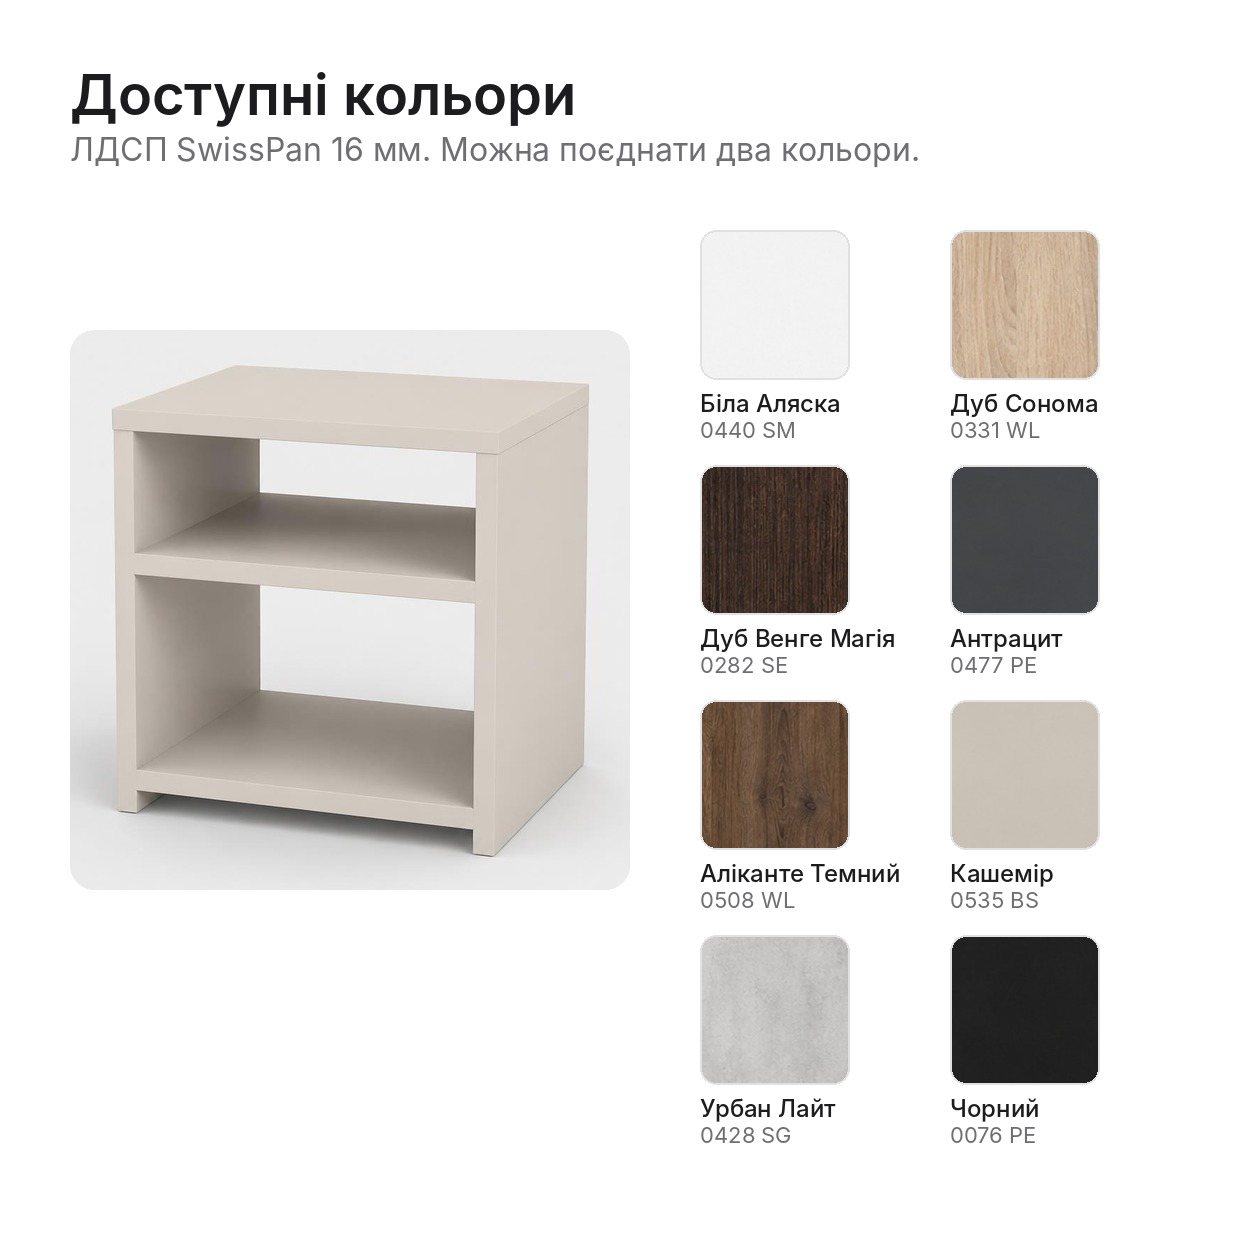 Доступні кольори
ЛДСП SwissPan 16 мм. Можна поєднати два кольори.
Біла Аляска
0440 SM
Дуб Сонома
0331 WL
Дуб Венге Магія
0282 SE
Антрацит
0477 PE
Аліканте Темний
0508 WL
Кашемір
0535 BS
Урбан Лайт
0428 SG
Чорний
0076 PE